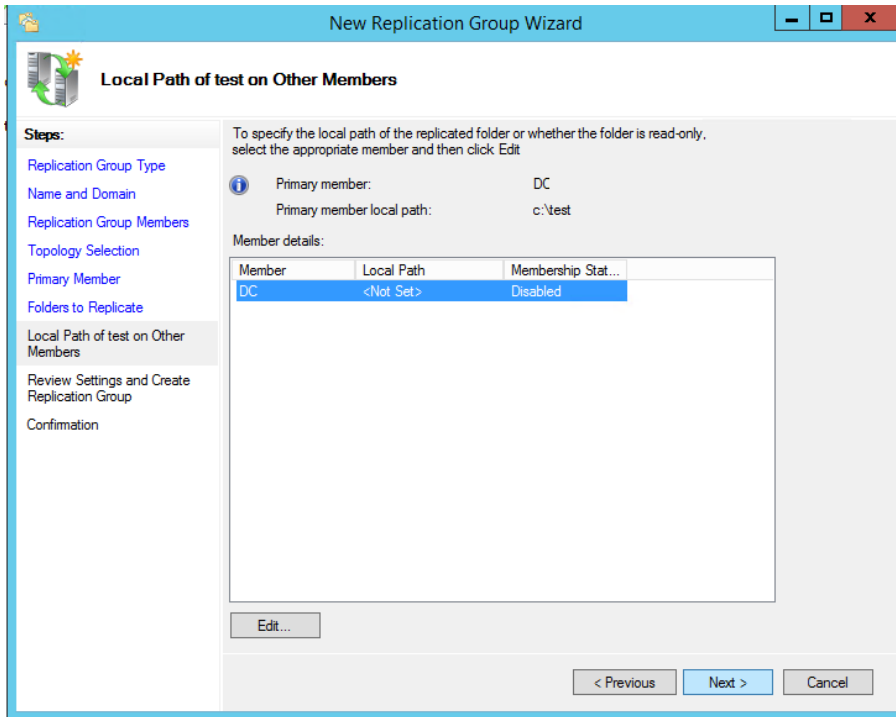 New Replication Group Wizard
Local Path of test on Other Members
Steps:
Replication Group Type
Name and Domain
Replication Group Members
Topology Selection
Primary Member
Folders to Replicate
Local Path of test on Other
Members
Review Settings and Create
Replication Group
Confirmation
To specify the local path of the replicated folder or whether the folder is read-only,
select the appropriate member and then click Edit
Primary member: DC
Primary member local path: c:\test
Member details:
Member Local Path Membership Stat...
DC <Not Set> Disabled
Edit...
< Previous Next > Cancel